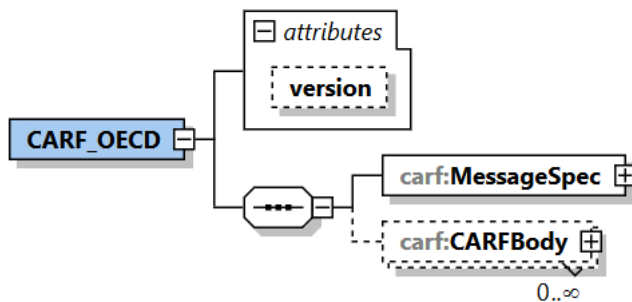 attributes
version
CARF_OECD
carf:MessageSpec
carf:CARFBody
0..∞